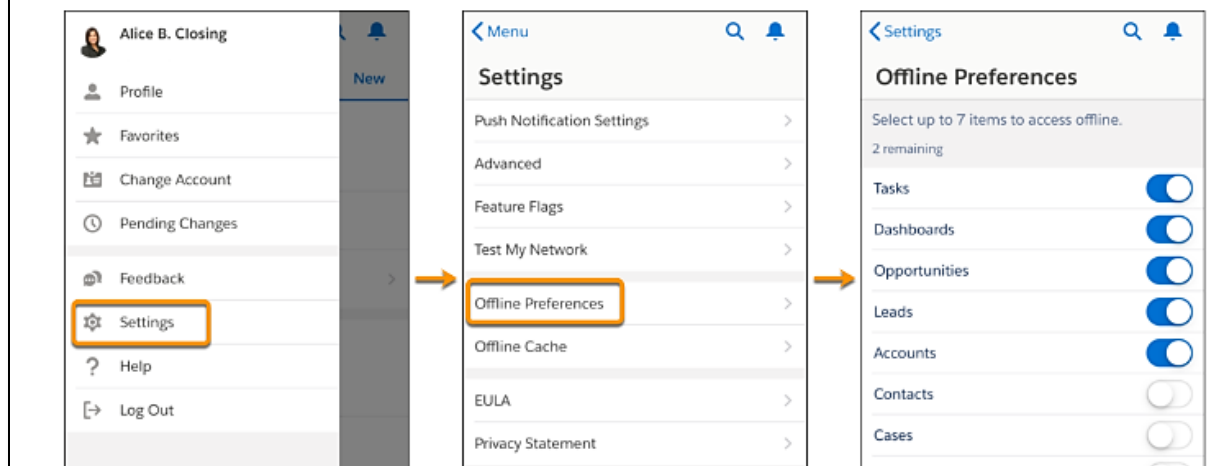 Alice B. Closing
New
Profile
Favorites
Change Account
Pending Changes
Feedback
Settings
Help
Log Out
Menu
Settings
Push Notification Settings
Advanced
Feature Flags
Test My Network
Offline Preferences
Offline Cache
EULA
Privacy Statement
Settings
Offline Preferences
Select up to 7 items to access offline.
2 remaining
Tasks
Dashboards
Opportunities
Leads
Accounts
Contacts
Cases